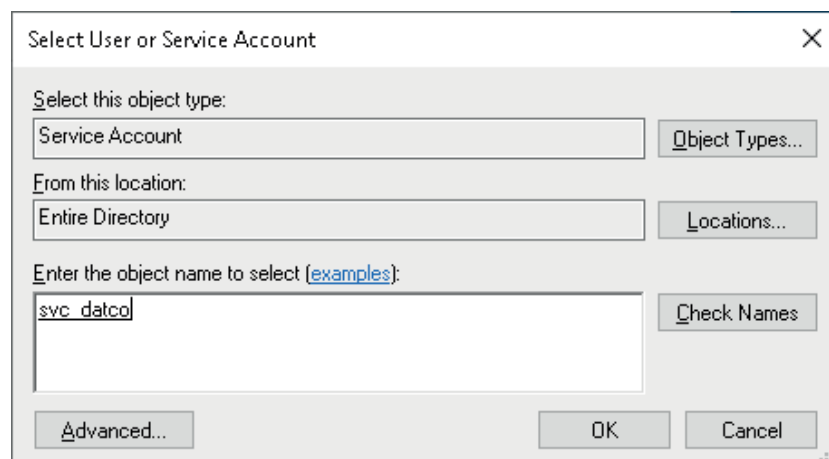 Select User or Service Account
Select this object type:
Service Account
Object Types...
From this location:
Entire Directory
Locations...
Enter the object name to select (examples):
svc_datco
Check Names
Advanced...
OK
Cancel